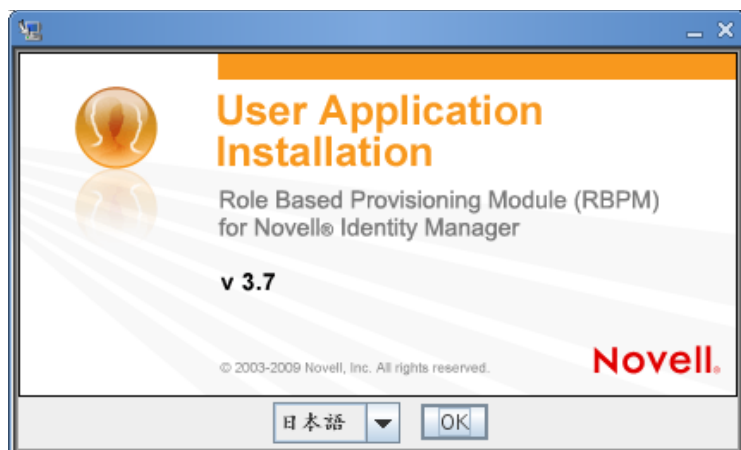 User Application
Installation
Role Based Provisioning Module (RBPM)
for Novell® Identity Manager
v 3.7
© 2003-2009 Novell, Inc. All rights reserved.
Novell®
日本語
OK